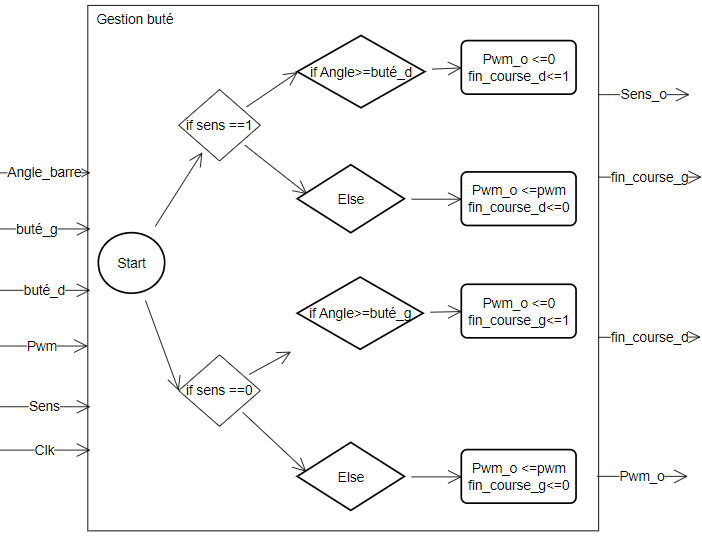 Gestion buté
if Angle>=buté_d
Pwm_o <=0
fin_course_d<=1
if sens ==1
Else
Pwm_o <=pwm
fin_course_d<=0
Start
if Angle>=buté_g
Pwm_o <=0
fin_course_g<=1
if sens ==0
Else
Pwm_o <=pwm
fin_course_g<=0
Angle_barre
buté_g
buté_d
Pwm
Sens
Clk
Sens_o
fin_course_g
fin_course_d
Pwm_o